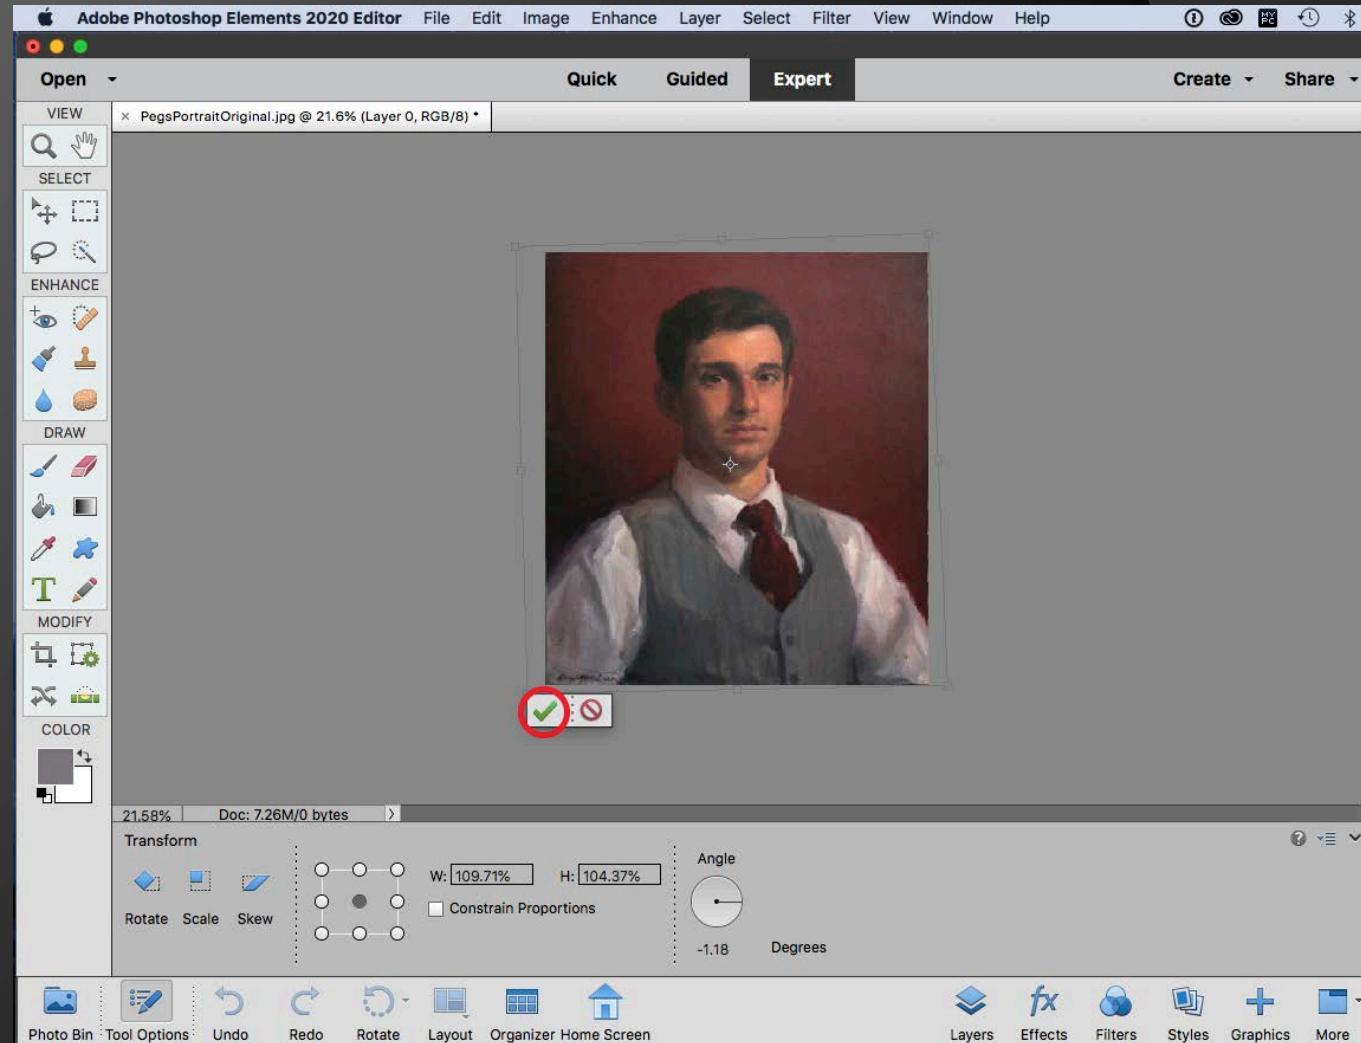 Adobe Photoshop Elements 2020 Editor File Edit Image Enhance Layer Select Filter View Window Help
Open Quick Guided Expert Create Share
VIEW
× PegsPortraitOriginal.jpg @ 21.6% (Layer 0, RGB/8) *
SELECT
ENHANCE
DRAW
T
MODIFY
COLOR
21.58% Doc: 7.26M/0 bytes
Transform
Angle
W: 109.71% H: 104.37%
Constrain Proportions
Rotate Scale Skew
-1.18 Degrees
fx
Photo Bin Tool Options Undo Redo Rotate Layout Organizer Home Screen Layers Effects Filters Styles Graphics More